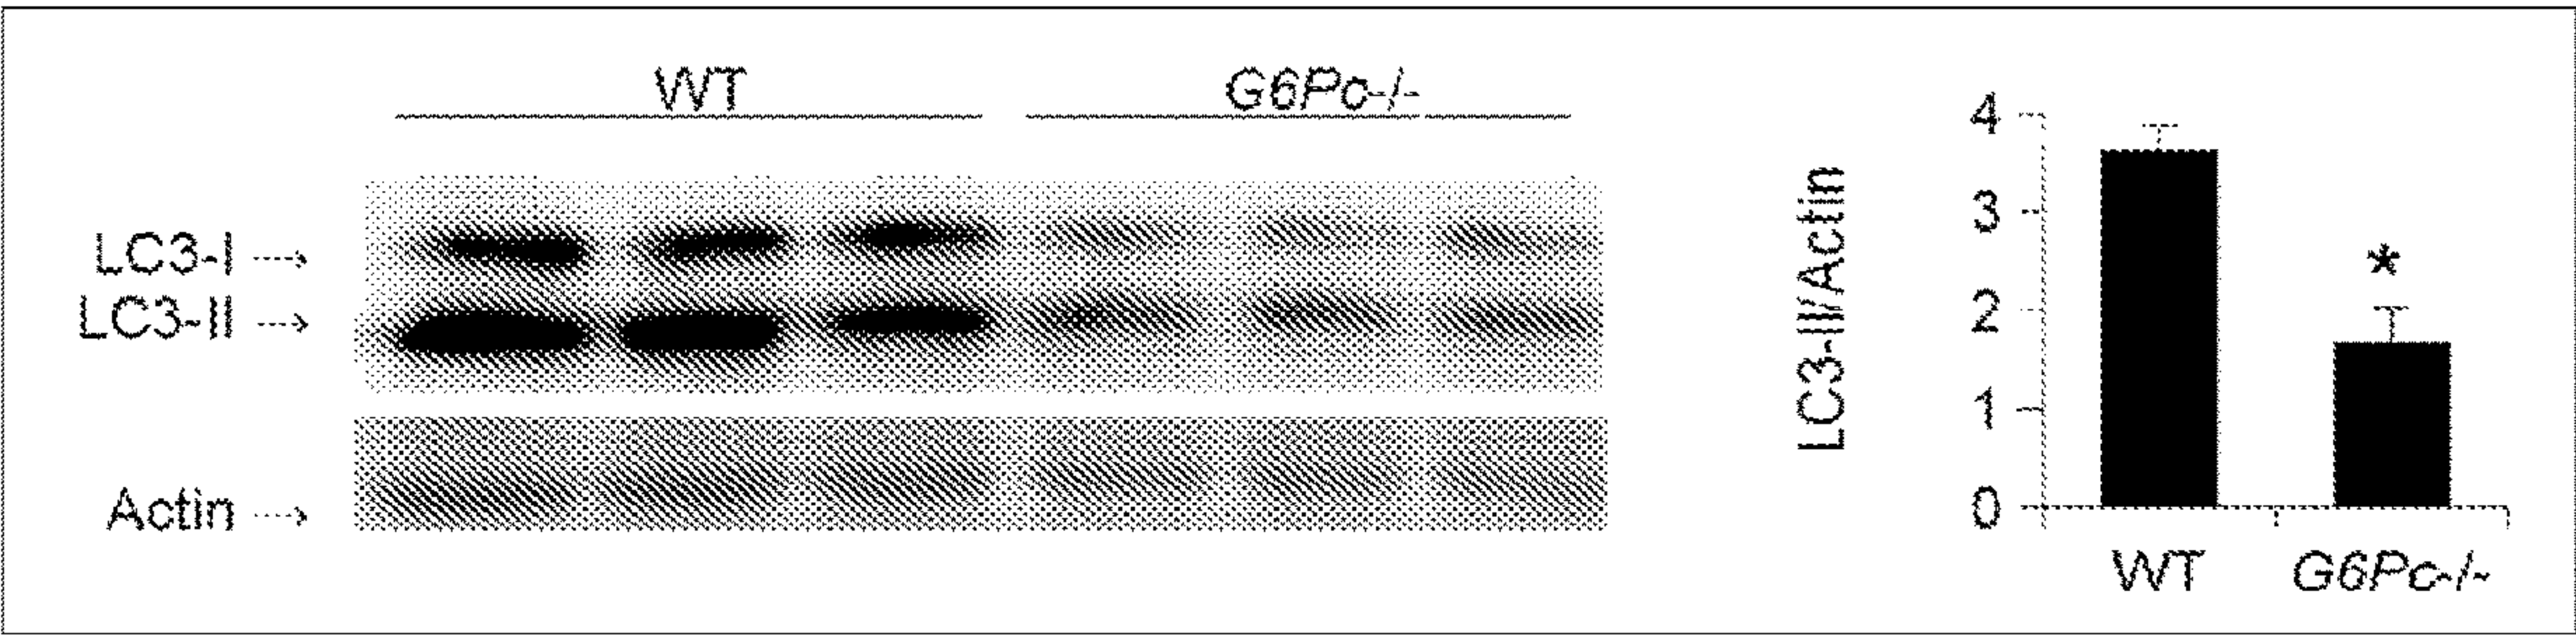 WT G6Pc-/-
LC3-I
LC3-II
Actin
LC3-II/Actin
4
3
2
1
0
*
WT G6Pc-/-